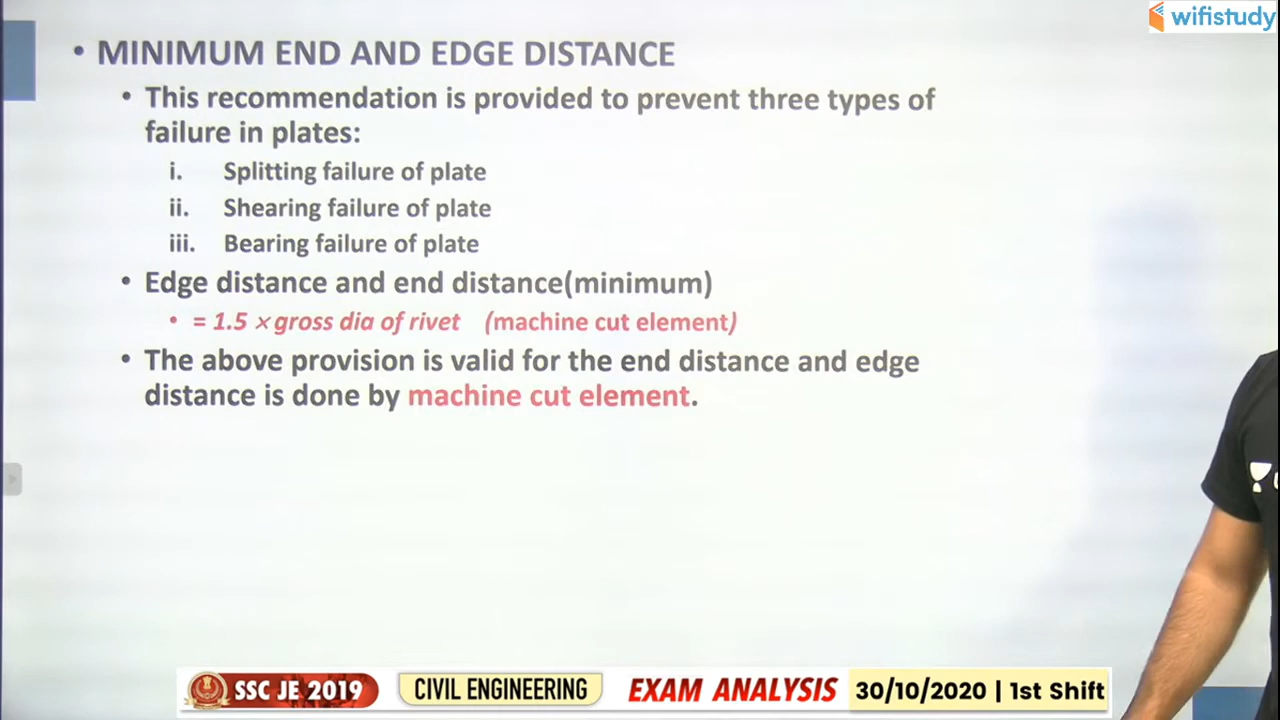 wifistudy
• MINIMUM END AND EDGE DISTANCE
• This recommendation is provided to prevent three types of
failure in plates:
i. Splitting failure of plate
ii. Shearing failure of plate
iii. Bearing failure of plate
• Edge distance and end distance(minimum)
• = 1.5 × gross dia of rivet (machine cut element)
• The above provision is valid for the end distance and edge
distance is done by machine cut element.
SSC JE 2019 CIVIL ENGINEERING EXAM ANALYSIS 30/10/2020 | 1st Shift